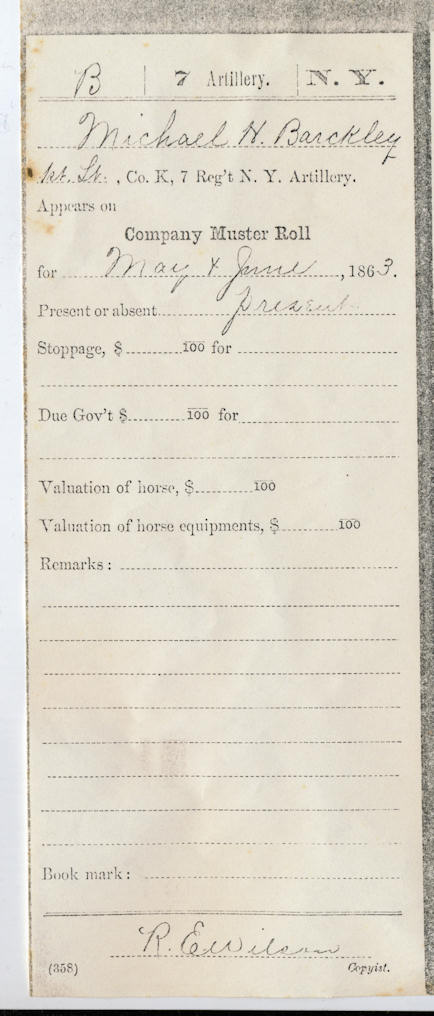 B | 7 Artillery. | N. Y.
Michael H. Barckley
1st. Lt. , Co. K, 7 Reg't N. Y. Artillery.
Appears on
Company Muster Roll
for May & June , 1863.
Present or absent present
Stoppage, $ 100 for
Due Gov't $ 100 for
Valuation of horse, $ 100
Valuation of horse equipments, $ 100
Remarks :
Book mark :
R. E. Wilson
(358) Copyist.